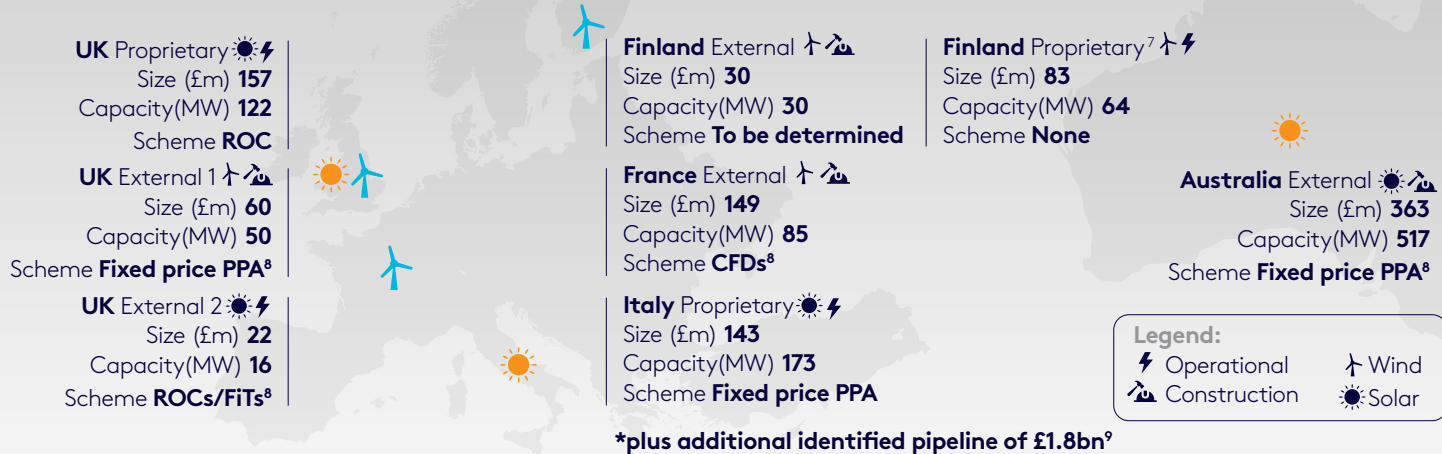 UK Proprietary
Size (£m) 157
Capacity(MW) 122
Scheme ROC
UK External 1
Size (£m) 60
Capacity(MW) 50
Scheme Fixed price PPA⁸
UK External 2
Size (£m) 22
Capacity(MW) 16
Scheme ROCs/FiTs⁸
Finland External
Size (£m) 30
Capacity(MW) 30
Scheme To be determined
France External
Size (£m) 149
Capacity(MW) 85
Scheme CFDs⁸
Italy Proprietary
Size (£m) 143
Capacity(MW) 173
Scheme Fixed price PPA
Finland Proprietary⁷
Size (£m) 83
Capacity(MW) 64
Scheme None
Australia External
Size (£m) 363
Capacity(MW) 517
Scheme Fixed price PPA⁸
Legend:
Operational
Wind
Construction
Solar
*plus additional identified pipeline of £1.8bn⁹